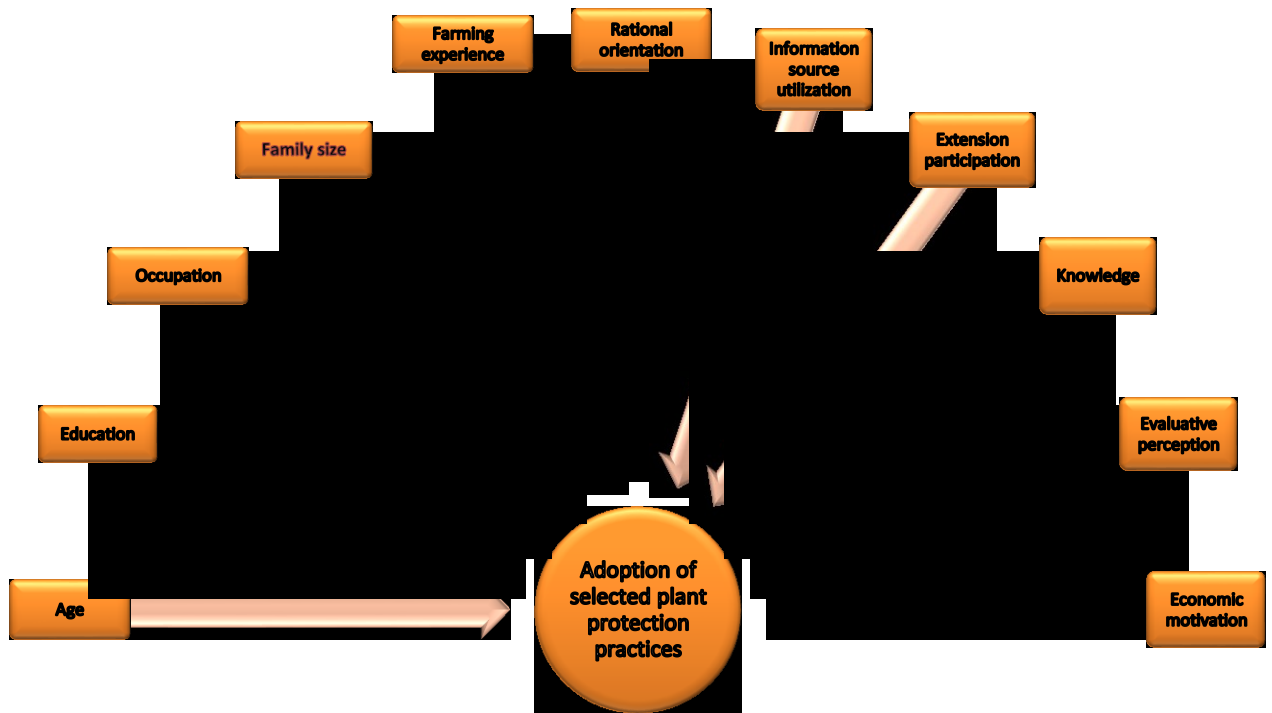 Farming
experience
Rational
orientation
Information
source
utilization
Family size
Extension
participation
Occupation
Knowledge
Education
Evaluative
perception
Age
Adoption of
selected plant
protection
practices
Economic
motivation